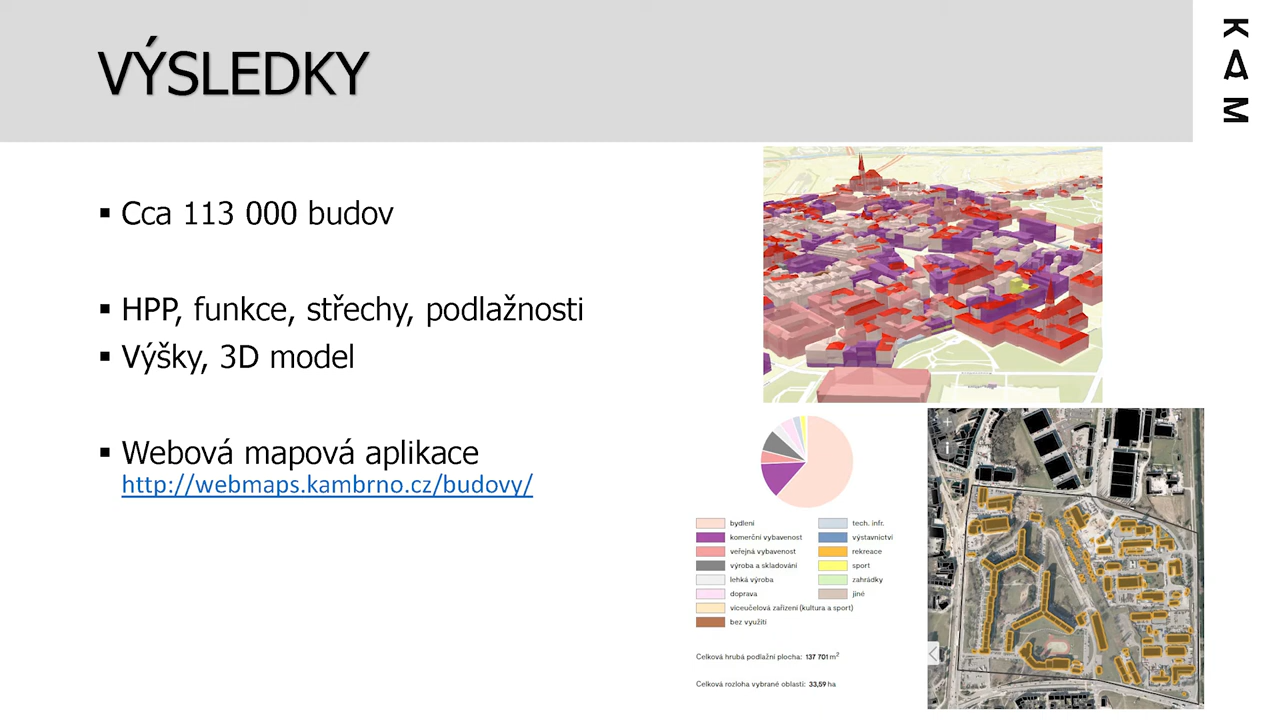 VÝSLEDKY
KAM
▪ Cca 113 000 budov
▪ HPP, funkce, střechy, podlažnosti
▪ Výšky, 3D model
▪ Webová mapová aplikace
http://webmaps.kambrno.cz/budovy/
bydlení
komerční vybavenost
veřejná vybavenost
výroba a skladování
lehká výroba
doprava
víceučelová zařízení (kultura a sport)
bez využití
tech. infr.
výstavnictví
rekreace
sport
zahrádky
jiné
Celková hrubá podlažní plocha: 137 701 m²
Celková rozloha vybrané oblasti: 33,59 ha